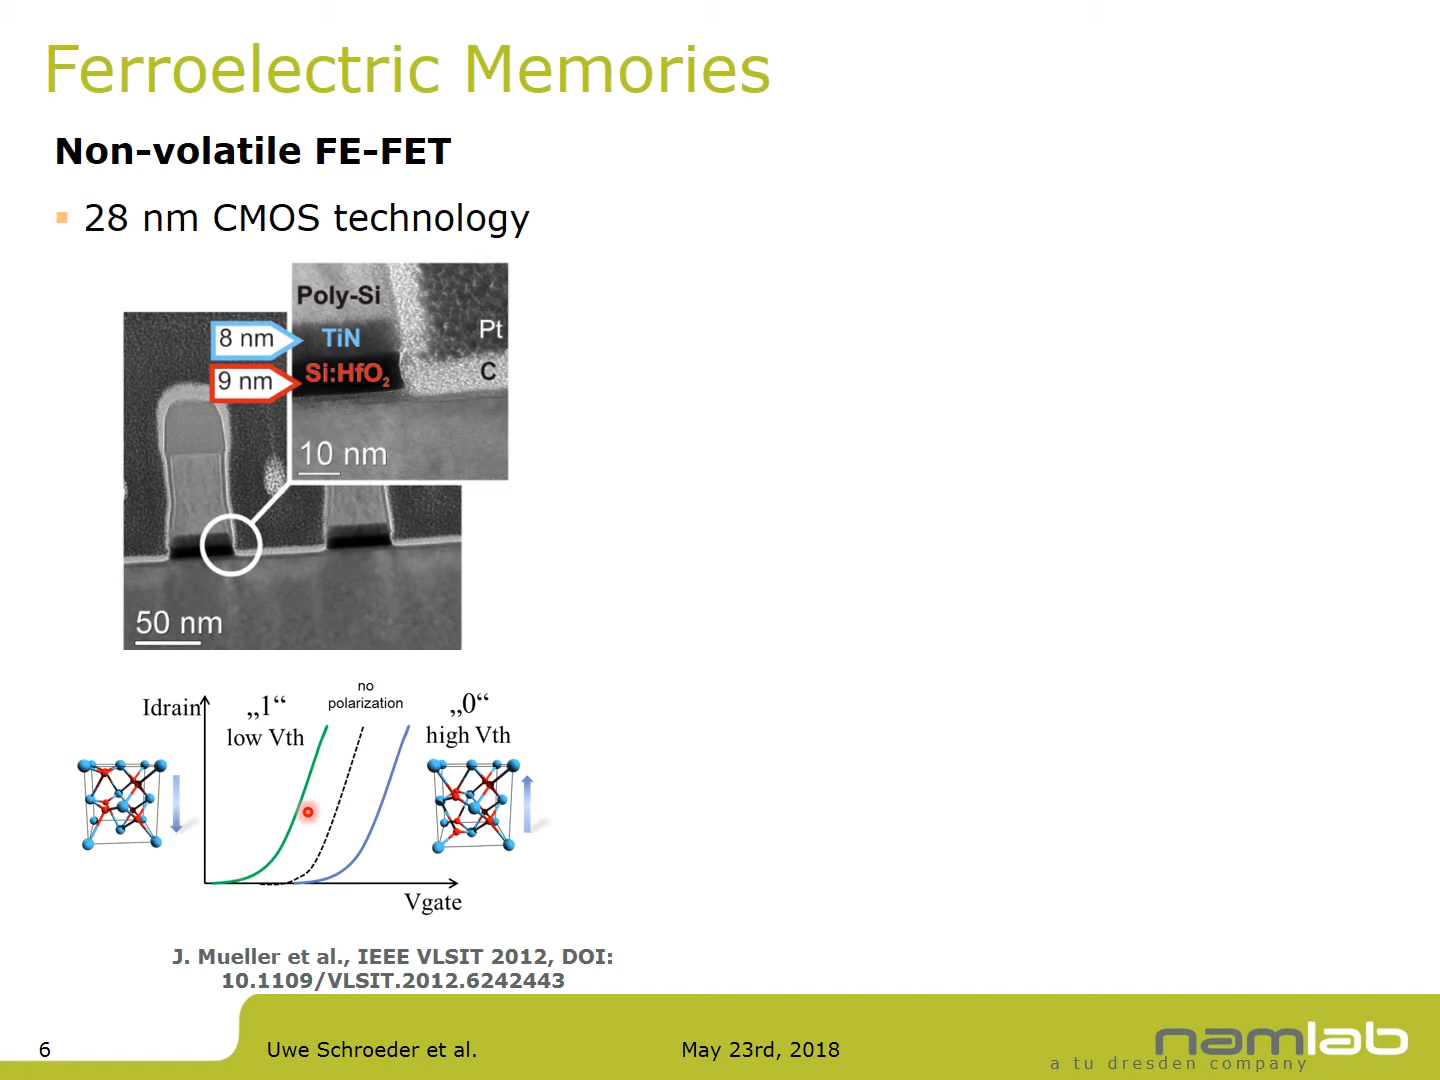 Ferroelectric Memories
Non-volatile FE-FET
▪ 28 nm CMOS technology
Poly-Si
8 nm
TiN
Pt
9 nm
Si:HfO₂
C
10 nm
50 nm
Idrain
„1“
no
polarization
„0“
low Vth
high Vth
Vgate
J. Mueller et al., IEEE VLSIT 2012, DOI:
10.1109/VLSIT.2012.6242443
6
Uwe Schroeder et al.
May 23rd, 2018
namlab
a tu dresden company